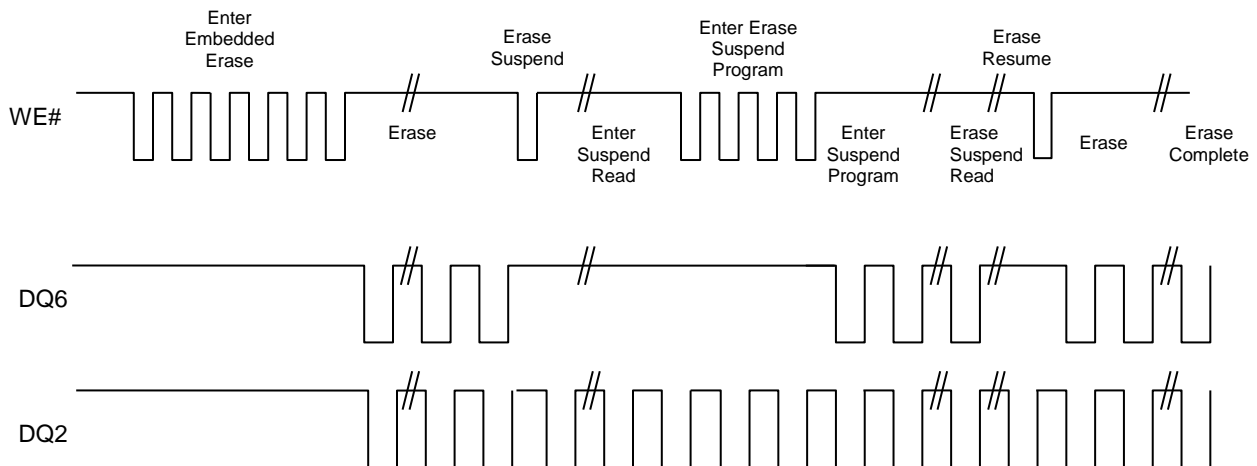 Enter
Embedded
Erase
Erase
Suspend
Enter Erase
Suspend
Program
Erase
Resume
WE#
Erase
Enter
Suspend
Read
Enter
Suspend
Program
Erase
Suspend
Read
Erase
Erase
Complete
DQ6
DQ2